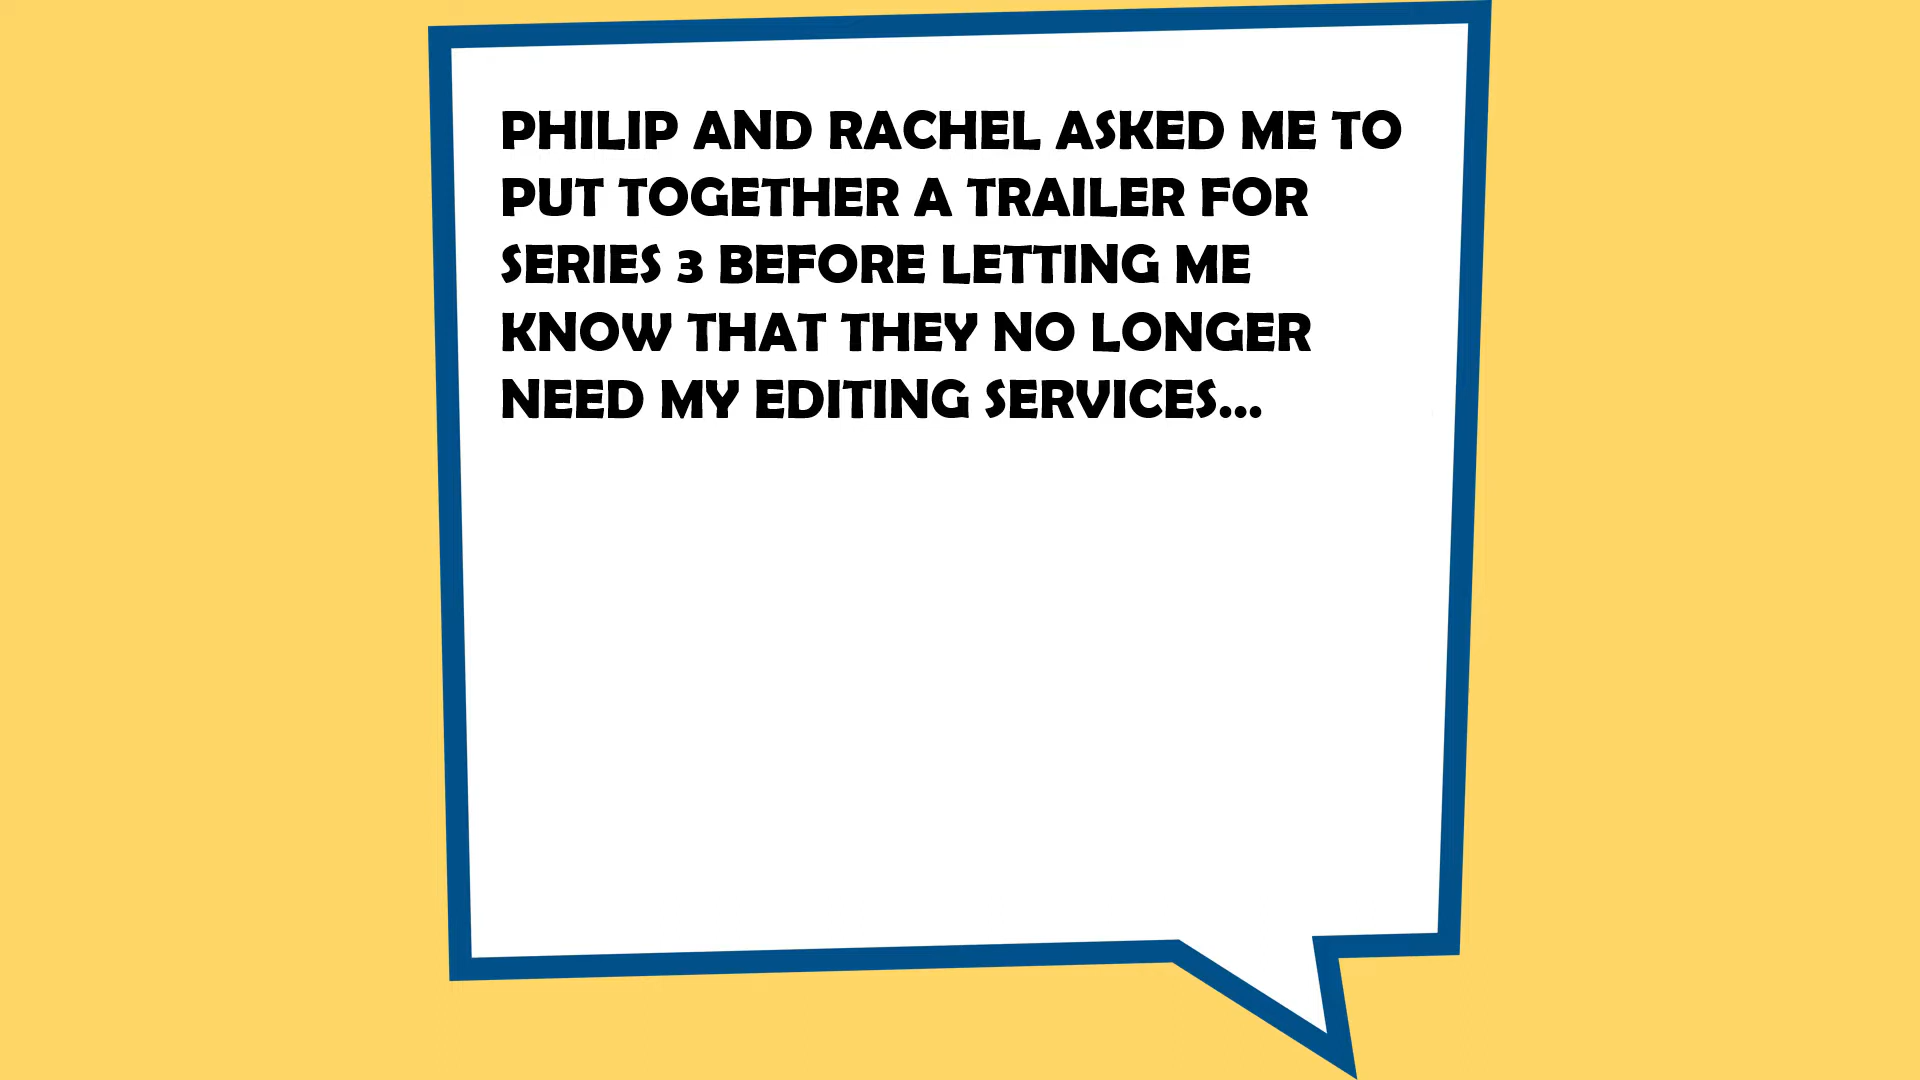 PHILIP AND RACHEL ASKED ME TO
PUT TOGETHER A TRAILER FOR
SERIES 3 BEFORE LETTING ME
KNOW THAT THEY NO LONGER
NEED MY EDITING SERVICES...